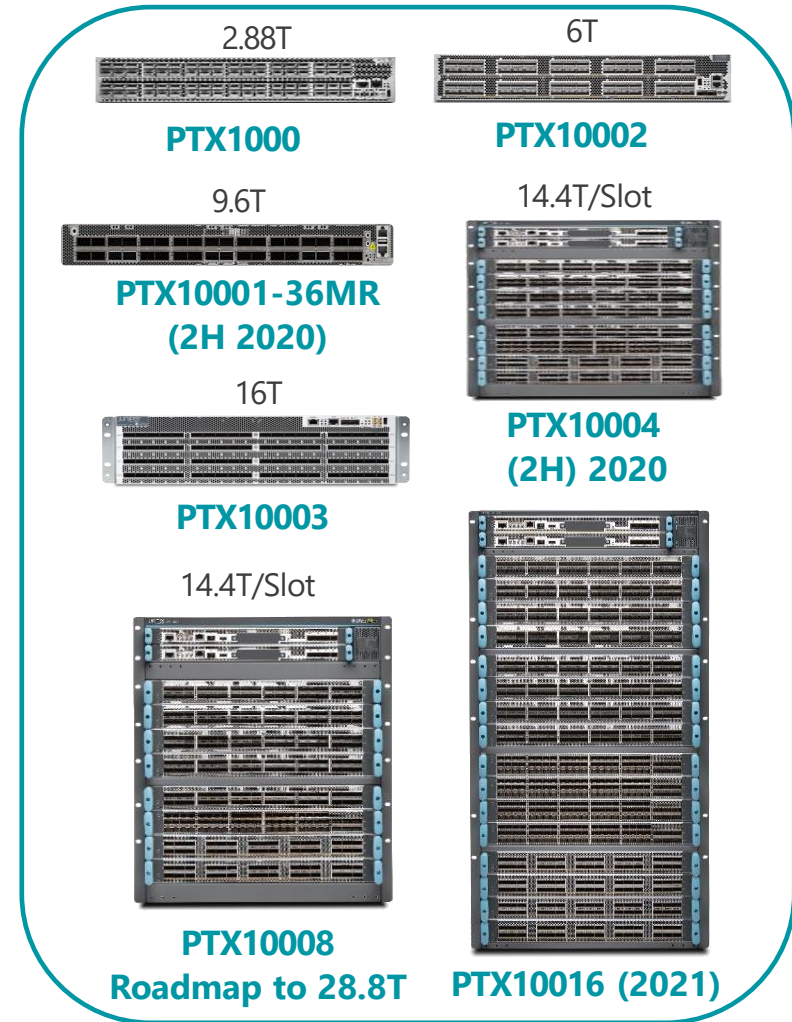 2.88T
PTX1000
6T
PTX10002
9.6T
PTX10001-36MR
(2H 2020)
14.4T/Slot
PTX10004
(2H) 2020
16T
PTX10003
14.4T/Slot
PTX10008
Roadmap to 28.8T
PTX10016 (2021)